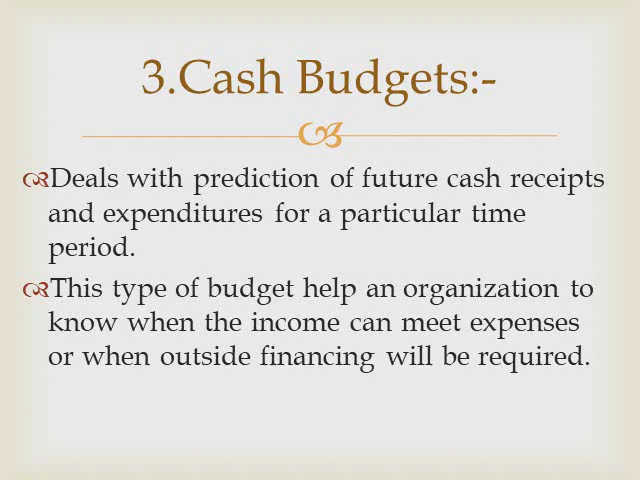 3.Cash Budgets:-
Deals with prediction of future cash receipts
and expenditures for a particular time
period.
This type of budget help an organization to
know when the income can meet expenses
or when outside financing will be required.